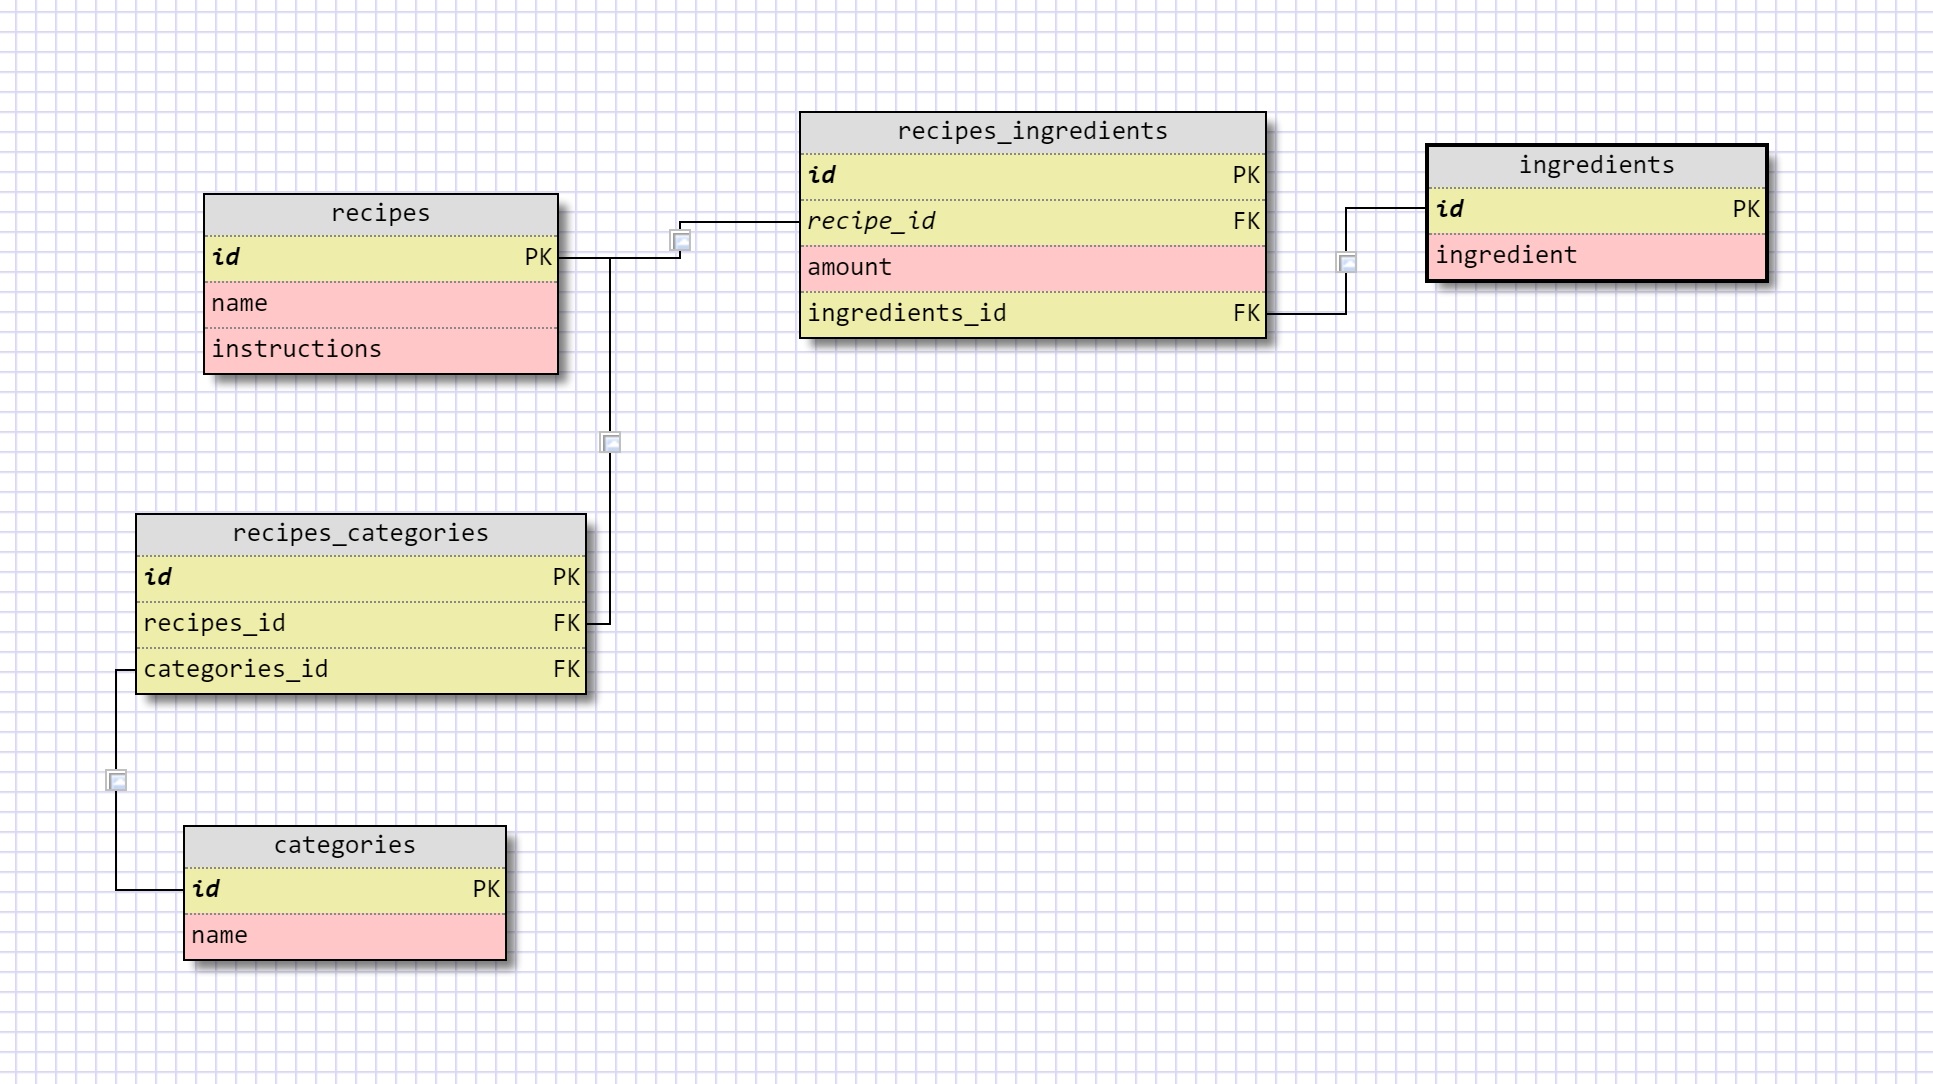 recipes
id PK
name
instructions
recipes_ingredients
id PK
recipe_id FK
amount
ingredients_id FK
ingredients
id PK
ingredient
recipes_categories
id PK
recipes_id FK
categories_id FK
categories
id PK
name